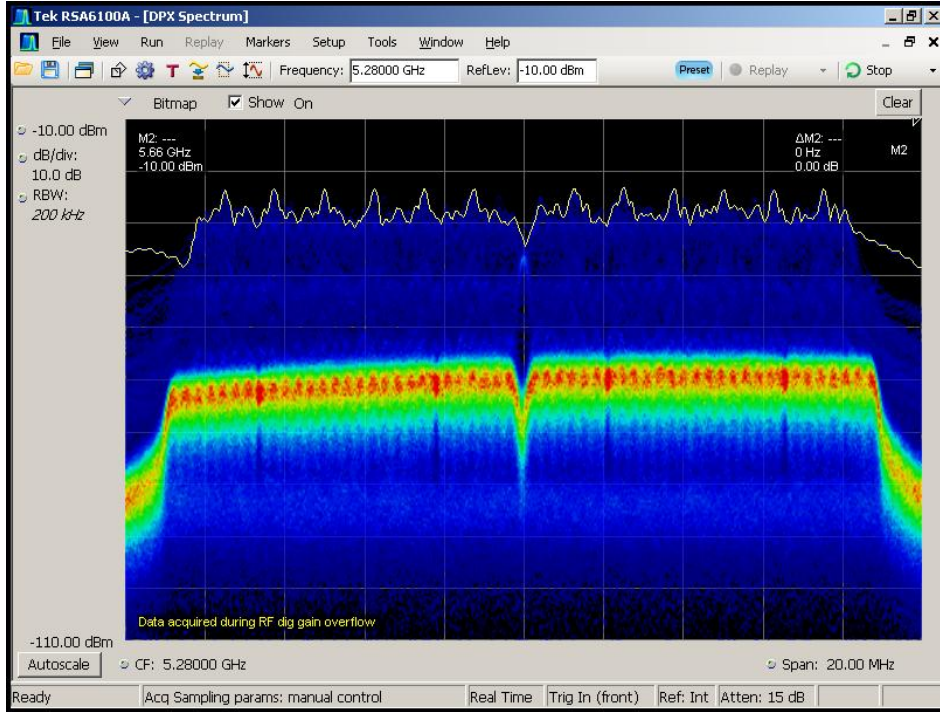 Tek RSA6100A - [DPX Spectrum]
File View Run Replay Markers Setup Tools Window Help
T Frequency: 5.28000 GHz RefLev: -10.00 dBm Preset Replay Stop
Bitmap Show On Clear
-10.00 dBm
dB/div:
10.0 dB
RBW:
200 kHz
M2: ---
5.66 GHz
-10.00 dBm
ΔM2: ---
0 Hz
0.00 dB
M2
Data acquired during RF dig gain overflow
-110.00 dBm
Autoscale CF: 5.28000 GHz Span: 20.00 MHz
Ready Acq Sampling params: manual control Real Time Trig In (front) Ref: Int Atten: 15 dB